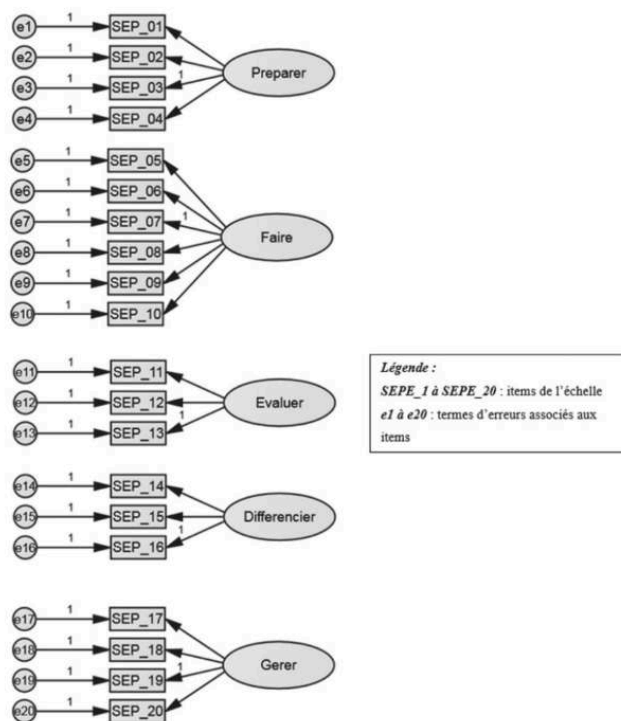 e1 1 SEP_01
e2 1 SEP_02
e3 1 SEP_03 1
e4 1 SEP_04
Preparer
e5 1 SEP_05
e6 1 SEP_06
e7 1 SEP_07 1
e8 1 SEP_08
e9 1 SEP_09
e10 1 SEP_10
Faire
e11 1 SEP_11
e12 1 SEP_12
e13 1 SEP_13 1
Evaluer
Légende :
SEPE_1 à SEPE_20 : items de l'échelle
e1 à e20 : termes d'erreurs associés aux
items
e14 1 SEP_14
e15 1 SEP_15
e16 1 SEP_16 1
Differencier
e17 1 SEP_17
e18 1 SEP_18
e19 1 SEP_19 1
e20 1 SEP_20
Gerer